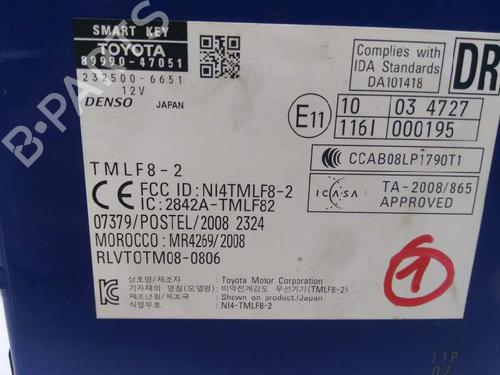 SMART KEY
TOYOTA
89990-47051
232500-6651
12V
DENSO JAPAN
Complies with
IDA Standards
DA101418
DR
E11
10 03 4727
116I 000195
CCAB08LP1790T1
TMLF8-2
CE FCC ID:NI4TMLF8-2
IC:2842A-TMLF82
ICASA
TA-2008/865
APPROVED
07379/POSTEL/2008 2324
MOROCCO:MR4269/2008
RLVTOTM08-0806
1
상호명/제조자 : Toyota Motor Corporation
기자재의 명칭(모델명) : 미약전계강도 무선기기(TMLF8-2)
제조년월/제조국 : Shown on product/Japan
식별부호 : NI4-TMLF8-2
11P
B-PARTS